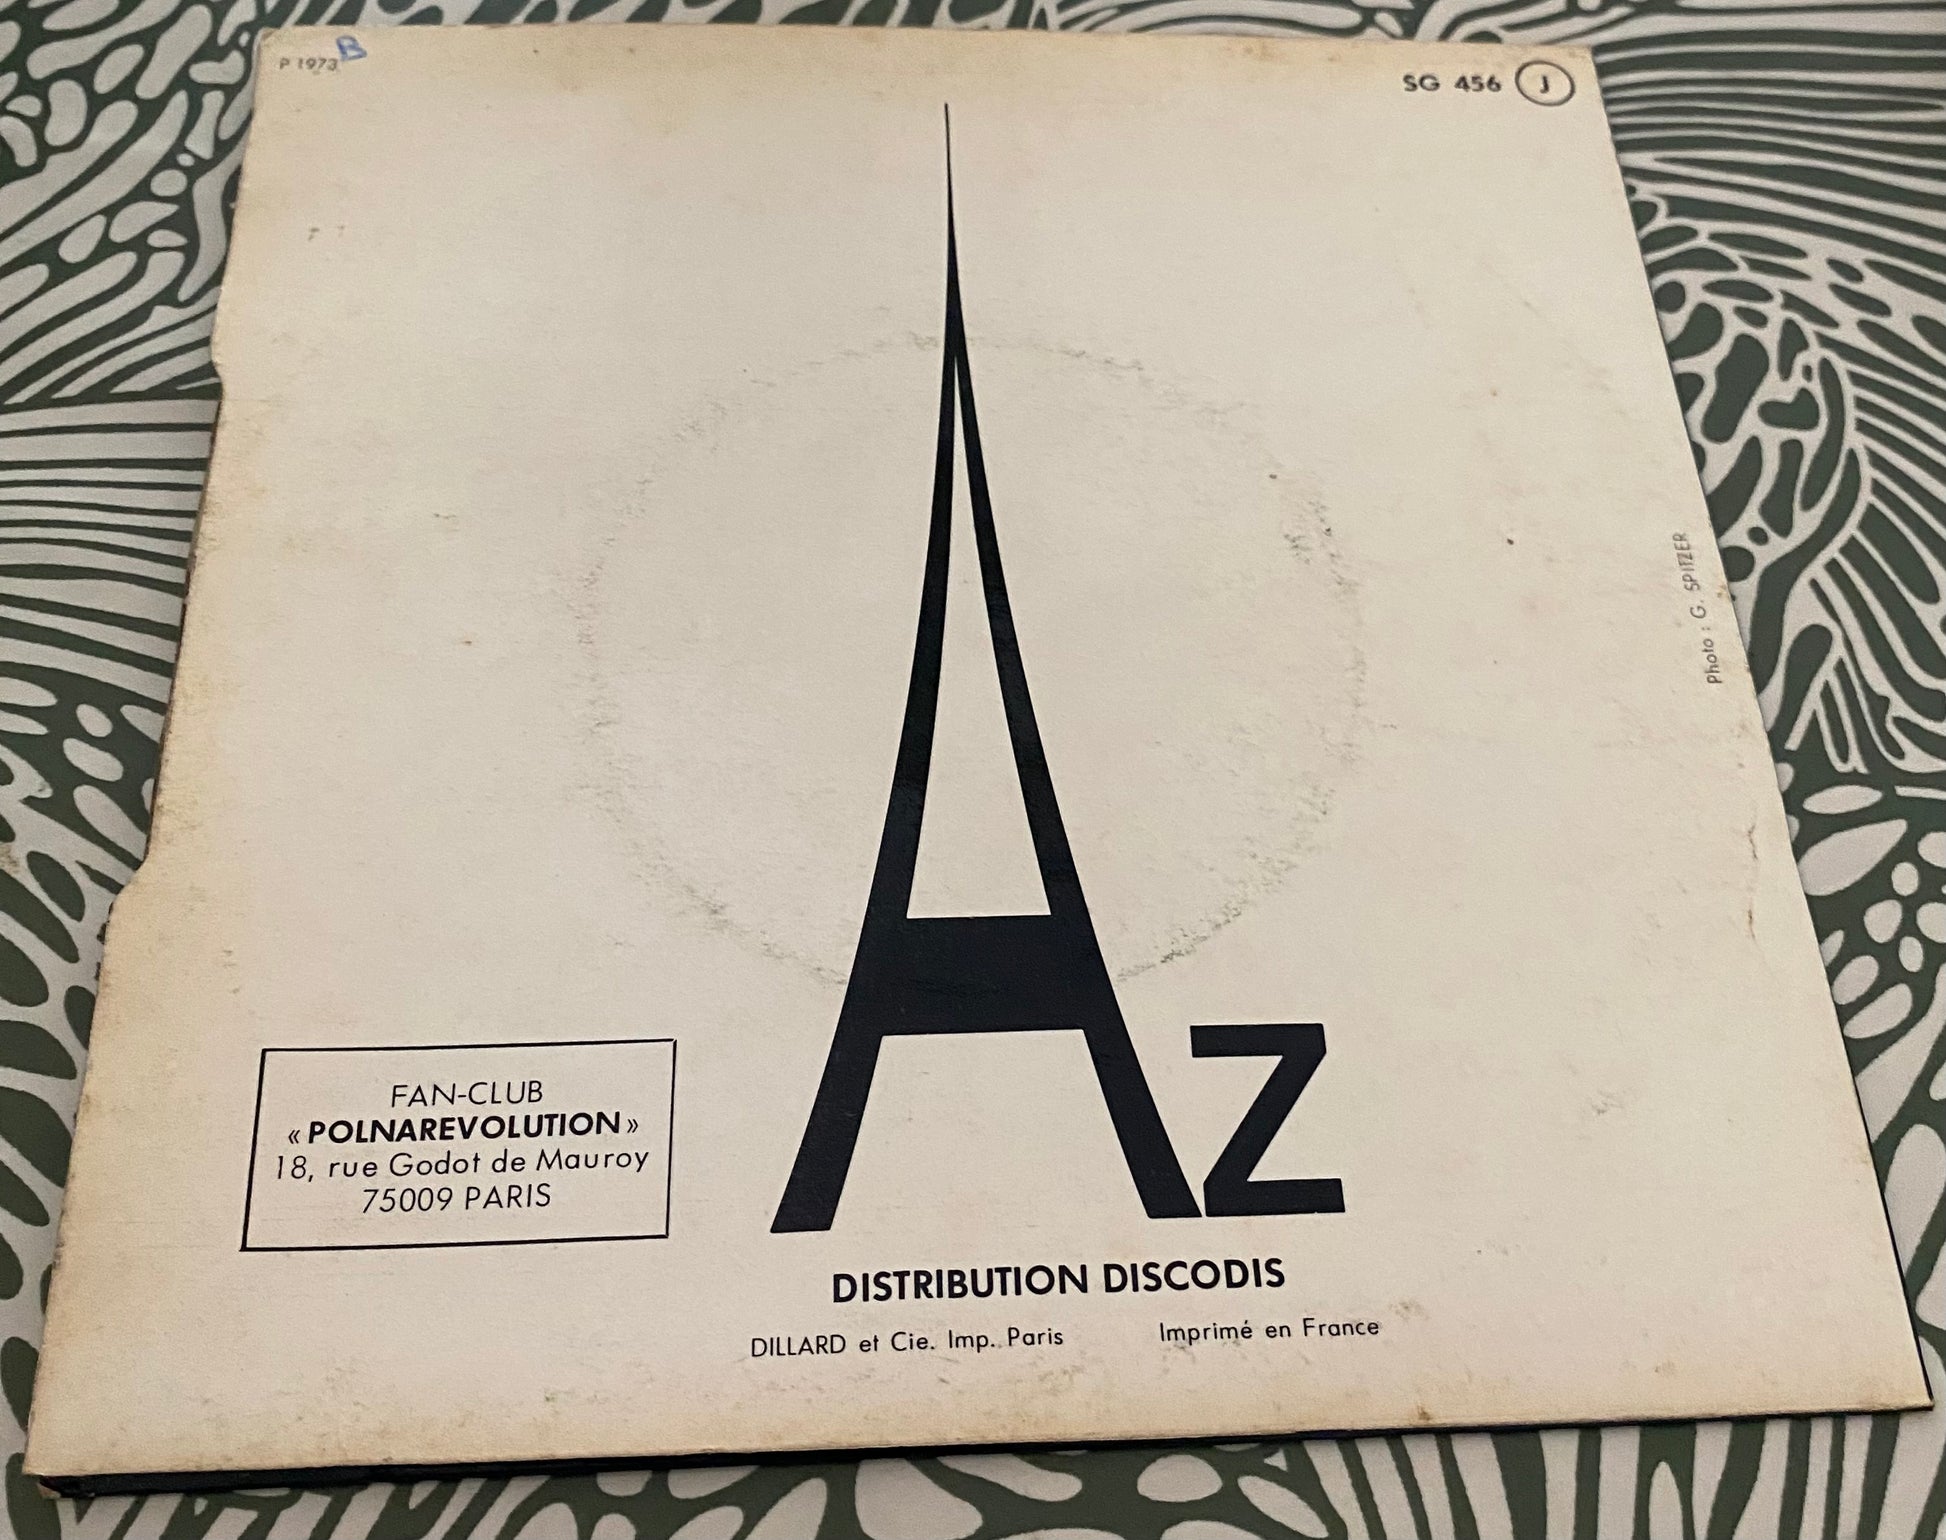 P 1973
B
SG 456 J
Photo : G. SPITZER
Az
FAN-CLUB
« POLNAREVOLUTION »
18, rue Godot de Mauroy
75009 PARIS
DISTRIBUTION DISCODIS
DILLARD et Cie. Imp. Paris Imprimé en France